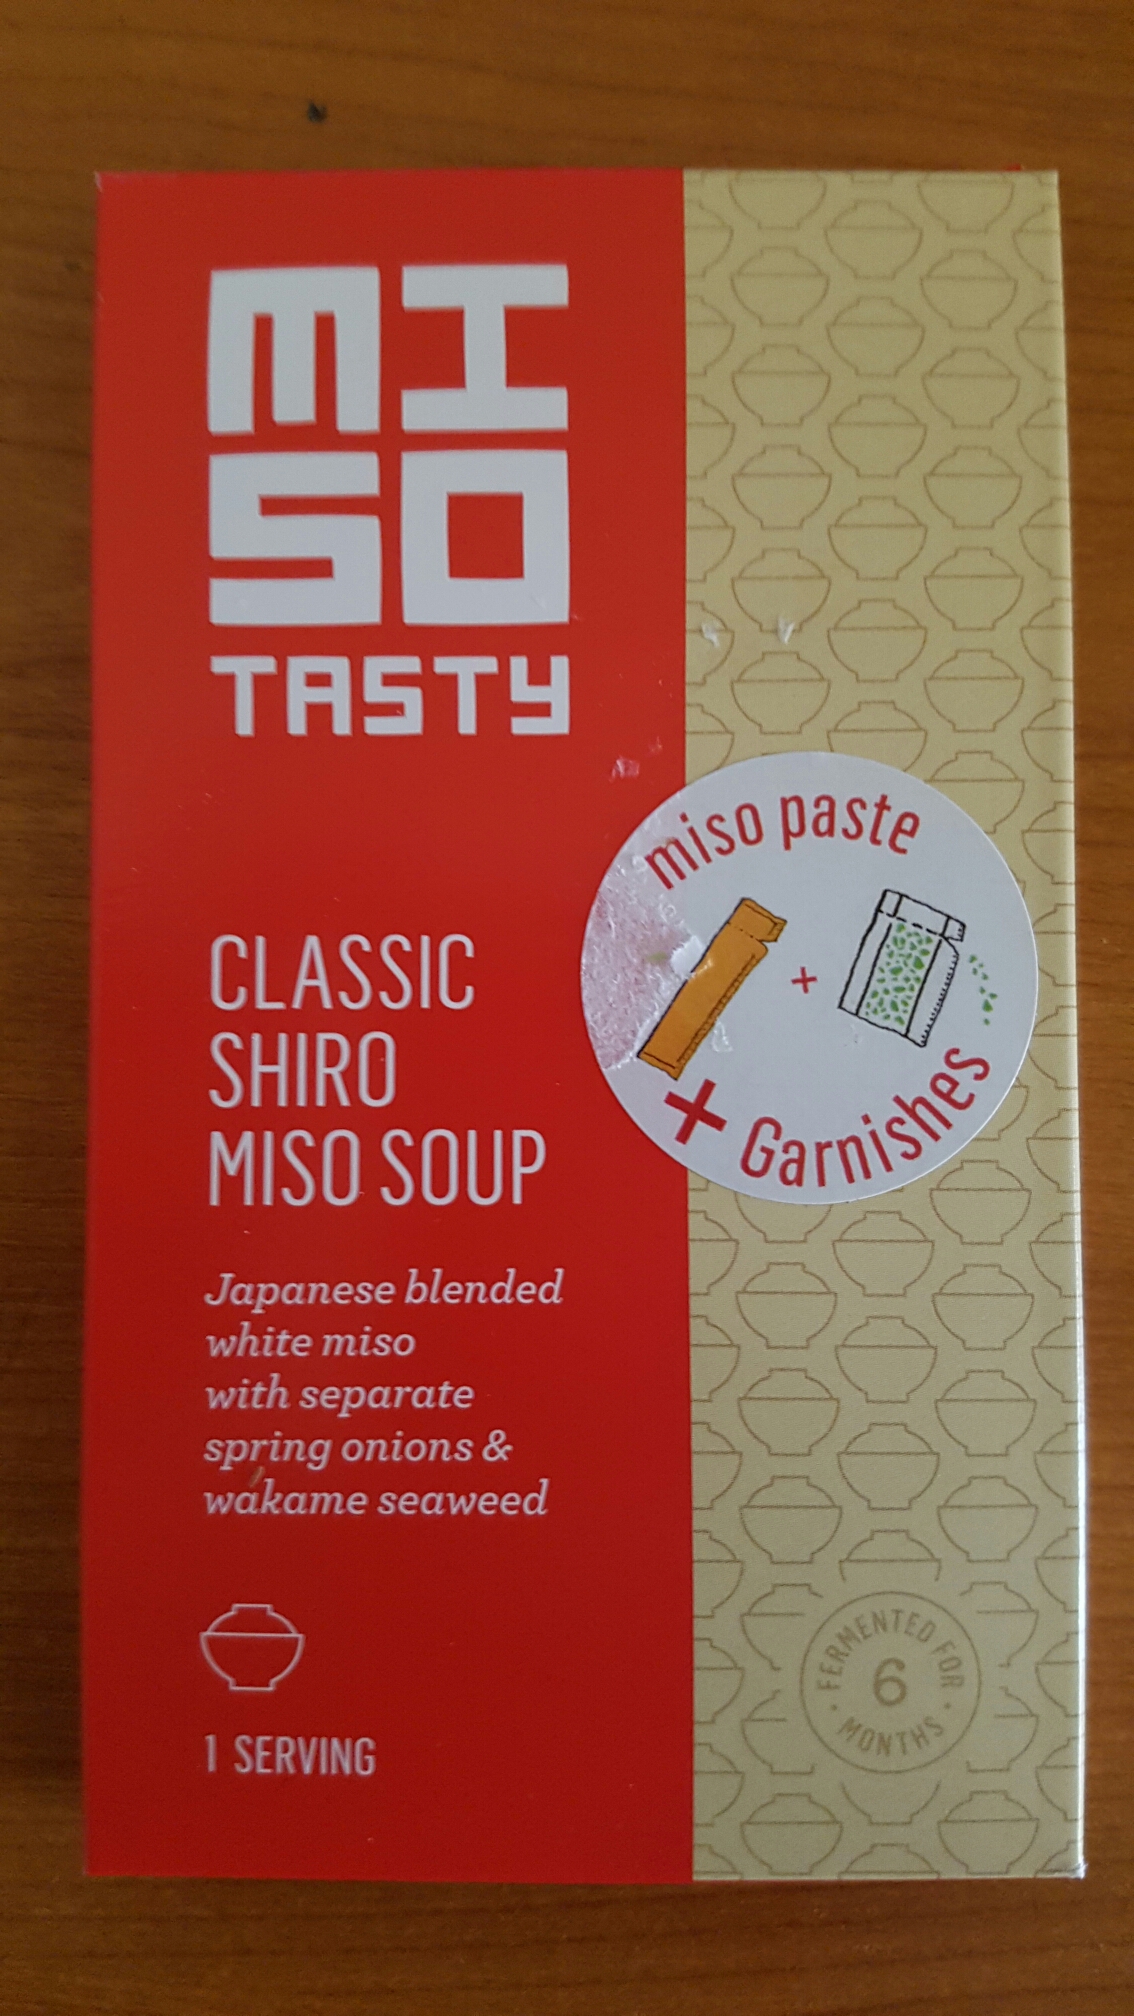 MI
SO
TASTY
miso paste
+
+ Garnishes
CLASSIC
SHIRO
MISO SOUP
Japanese blended
white miso
with separate
spring onions &
wakame seaweed
1 SERVING
FERMENTED FOR
6
MONTHS